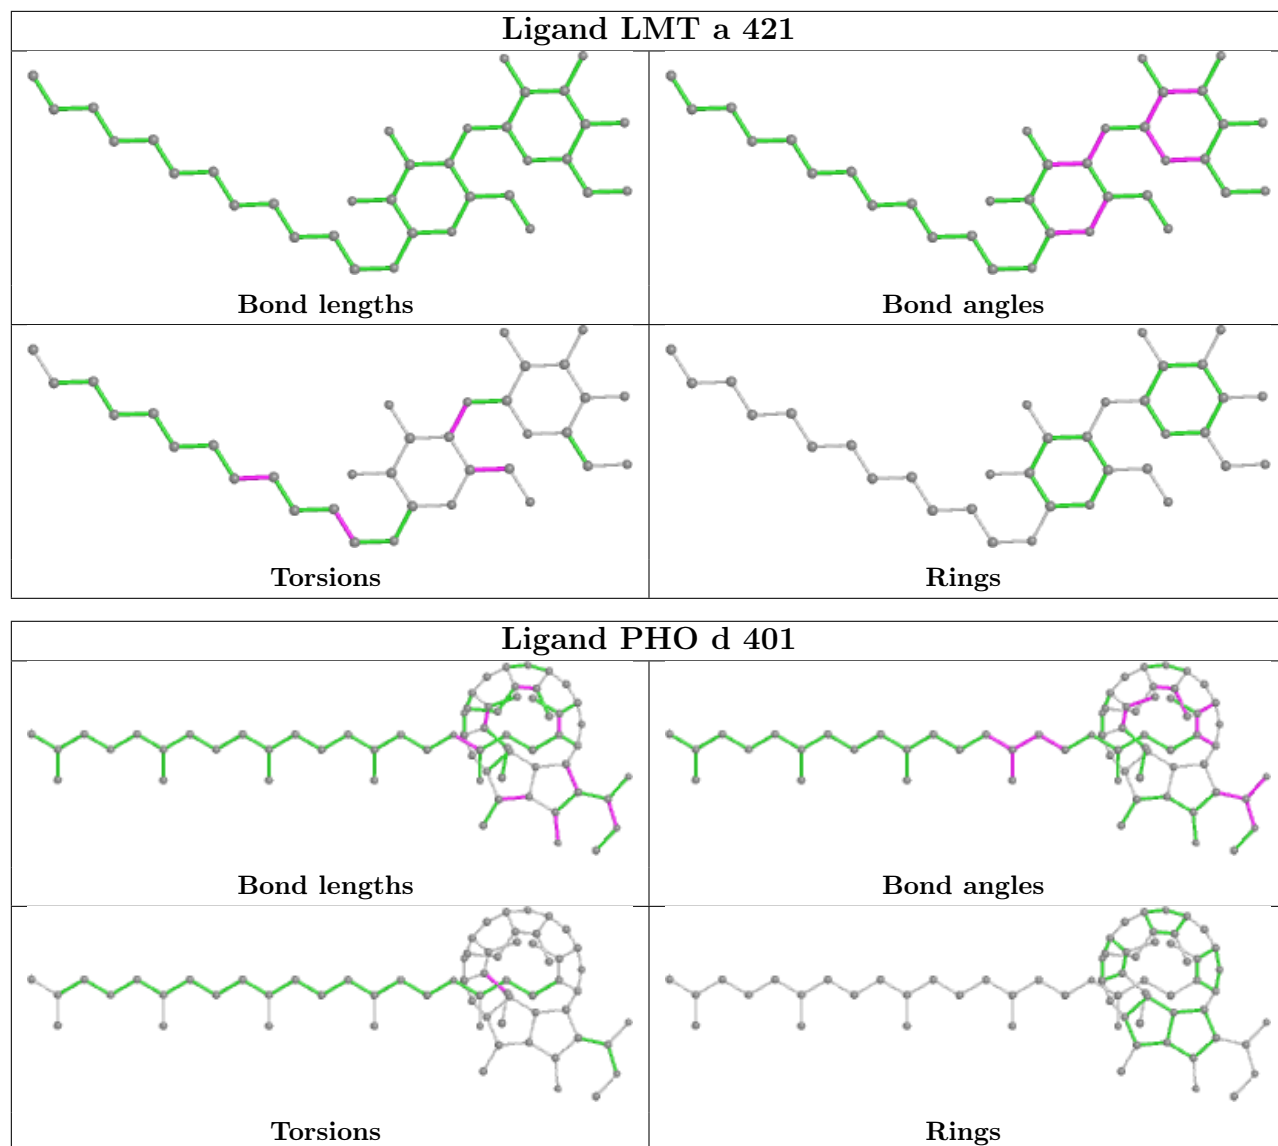 Ligand LMT a 421
Bond lengths
Bond angles
Torsions
Rings
Ligand PHO d 401
Bond lengths
Bond angles
Torsions
Rings